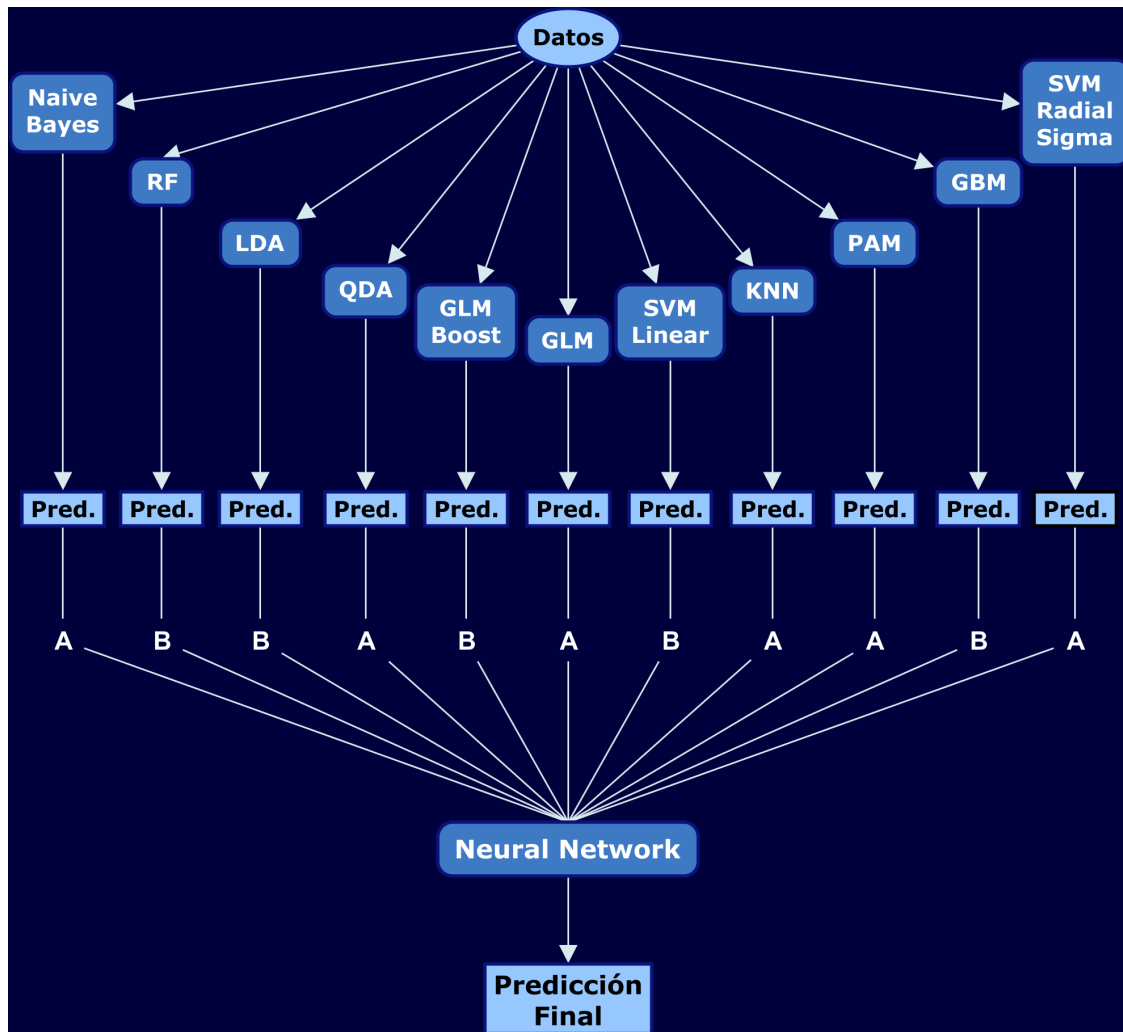 Datos
Naive
Bayes
SVM
Radial
Sigma
RF
GBM
LDA
PAM
QDA
KNN
GLM
Boost
SVM
Linear
GLM
Pred.
Pred.
Pred.
Pred.
Pred.
Pred.
Pred.
Pred.
Pred.
Pred.
Pred.
A
B
B
A
B
A
B
A
A
B
A
Neural Network
Predicción
Final